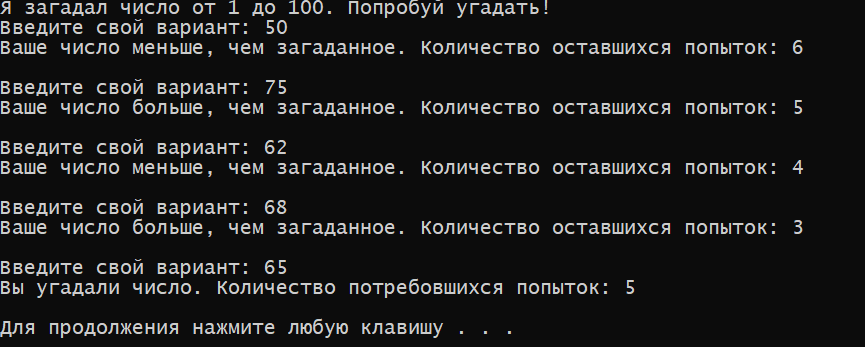 Я загадал число от 1 до 100. Попробуй угадать!
Введите свой вариант: 50
Ваше число меньше, чем загаданное. Количество оставшихся попыток: 6
Введите свой вариант: 75
Ваше число больше, чем загаданное. Количество оставшихся попыток: 5
Введите свой вариант: 62
Ваше число меньше, чем загаданное. Количество оставшихся попыток: 4
Введите свой вариант: 68
Ваше число больше, чем загаданное. Количество оставшихся попыток: 3
Введите свой вариант: 65
Вы угадали число. Количество потребовшихся попыток: 5
Для продолжения нажмите любую клавишу . . .